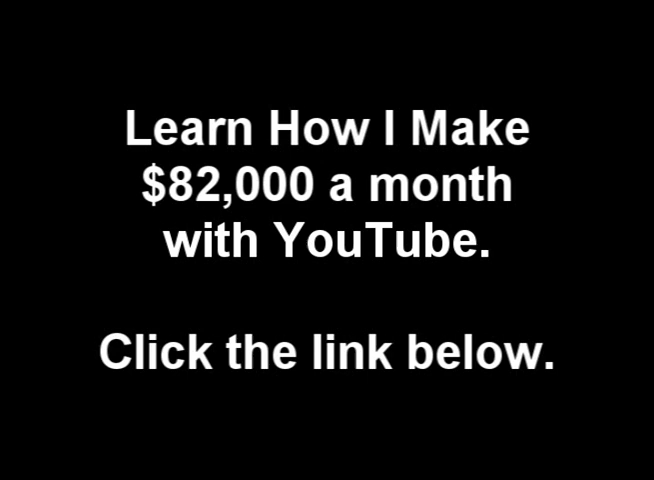 Learn How I Make
$82,000 a month
with YouTube.
Click the link below.